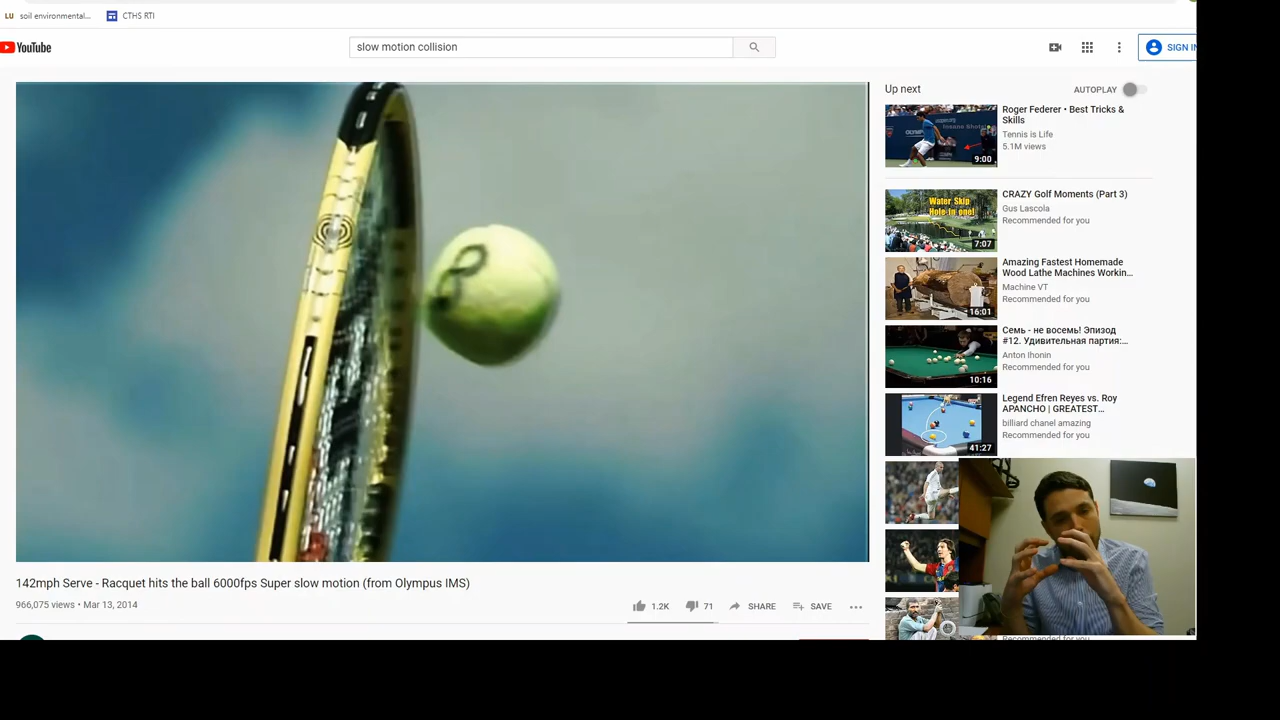 LU soil environmental...
CTHS RTI
YouTube
slow motion collision
SIGN IN
Up next
AUTOPLAY
Roger Federer • Best Tricks &
Skills
Tennis is Life
5.1M views
9:00
CRAZY Golf Moments (Part 3)
Gus Lascola
Recommended for you
Water Skip
Hole-in one!
7:07
Amazing Fastest Homemade
Wood Lathe Machines Workin...
Machine VT
Recommended for you
16:01
Семь - не восемь! Эпизод
#12. Удивительная партия:...
Anton Ihonin
Recommended for you
10:16
Legend Efren Reyes vs. Roy
APANCHO | GREATEST...
billiard chanel amazing
Recommended for you
41:27
142mph Serve - Racquet hits the ball 6000fps Super slow motion (from Olympus IMS)
966,075 views • Mar 13, 2014
1.2K
71
SHARE
SAVE
Recommended for you